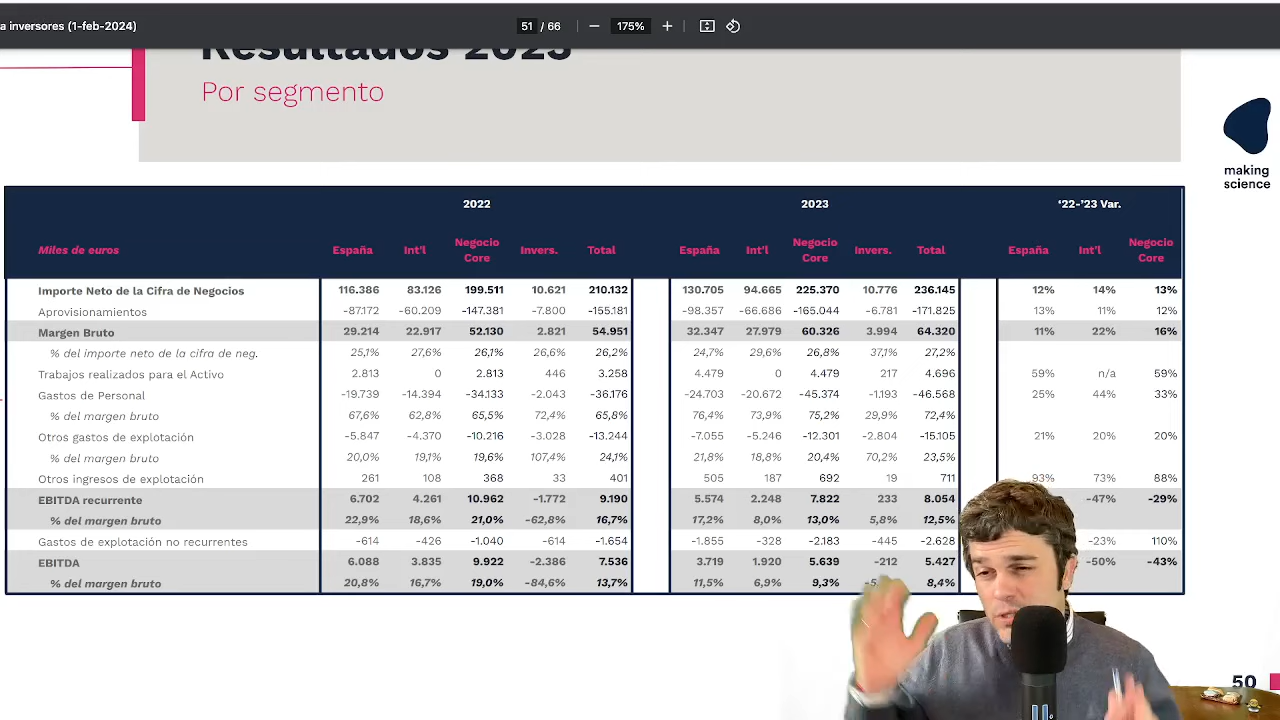 a inversores (1-feb-2024)
51 / 66
175%
Resultados 2023
Por segmento
making
science
2022 2023 '22-'23 Var.
Miles de euros España Int'l Negocio Core Invers. Total España Int'l Negocio Core Invers. Total España Int'l Negocio Core
Importe Neto de la Cifra de Negocios 116.386 83.126 199.511 10.621 210.132 130.705 94.665 225.370 10.776 236.145 12% 14% 13%
Aprovisionamientos -87.172 -60.209 -147.381 -7.800 -155.181 -98.357 -66.686 -165.044 -6.781 -171.825 13% 11% 12%
Margen Bruto 29.214 22.917 52.130 2.821 54.951 32.347 27.979 60.326 3.994 64.320 11% 22% 16%
% del importe neto de la cifra de neg. 25,1% 27,6% 26,1% 26,6% 26,2% 24,7% 29,6% 26,8% 37,1% 27,2%
Trabajos realizados para el Activo 2.813 0 2.813 446 3.258 4.479 0 4.479 217 4.696 59% n/a 59%
Gastos de Personal -19.739 -14.394 -34.133 -2.043 -36.176 -24.703 -20.672 -45.374 -1.193 -46.568 25% 44% 33%
% del margen bruto 67,6% 62,8% 65,5% 72,4% 65,8% 76,4% 73,9% 75,2% 29,9% 72,4%
Otros gastos de explotación -5.847 -4.370 -10.216 -3.028 -13.244 -7.055 -5.246 -12.301 -2.804 -15.105 21% 20% 20%
% del margen bruto 20,0% 19,1% 19,6% 107,4% 24,1% 21,8% 18,8% 20,4% 70,2% 23,5%
Otros ingresos de explotación 261 108 368 33 401 505 187 692 19 711 93% 73% 88%
EBITDA recurrente 6.702 4.261 10.962 -1.772 9.190 5.574 2.248 7.822 233 8.054 -47% -29%
% del margen bruto 22,9% 18,6% 21,0% -62,8% 16,7% 17,2% 8,0% 13,0% 5,8% 12,5%
Gastos de explotación no recurrentes -614 -426 -1.040 -614 -1.654 -1.855 -328 -2.183 -445 -2.628 -23% 110%
EBITDA 6.088 3.835 9.922 -2.386 7.536 3.719 1.920 5.639 -212 5.427 -50% -43%
% del margen bruto 20,8% 16,7% 19,0% -84,6% 13,7% 11,5% 6,9% 9,3% 8,4%
50